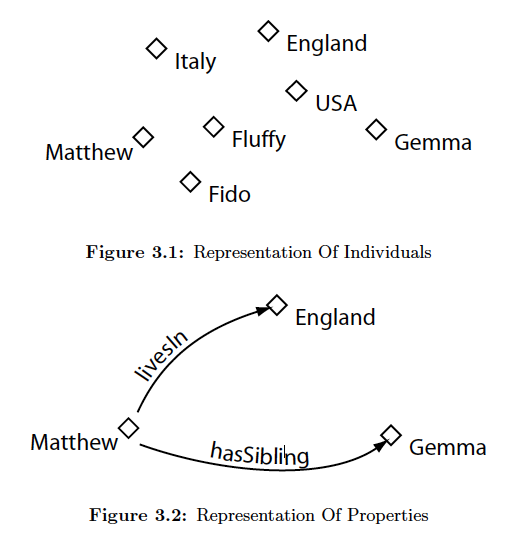 England
Italy
USA
Fluffy
Gemma
Matthew
Fido
Figure 3.1: Representation Of Individuals
England
livesIn
Matthew
hasSibling
Gemma
Figure 3.2: Representation Of Properties